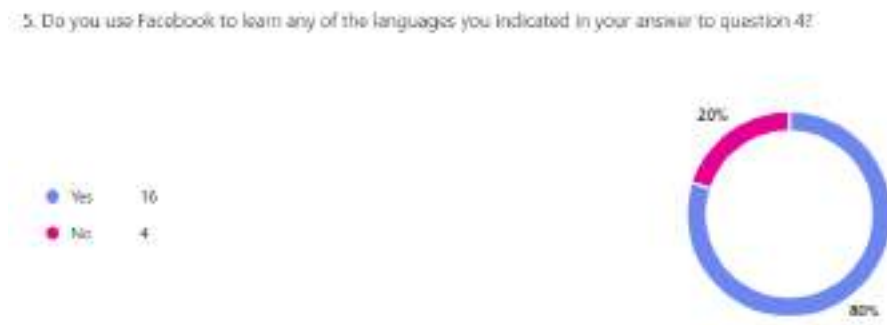 5. Do you use Facebook to learn any of the languages you indicated in your answer to question 4?
20%
Yes 16
No 4
80%